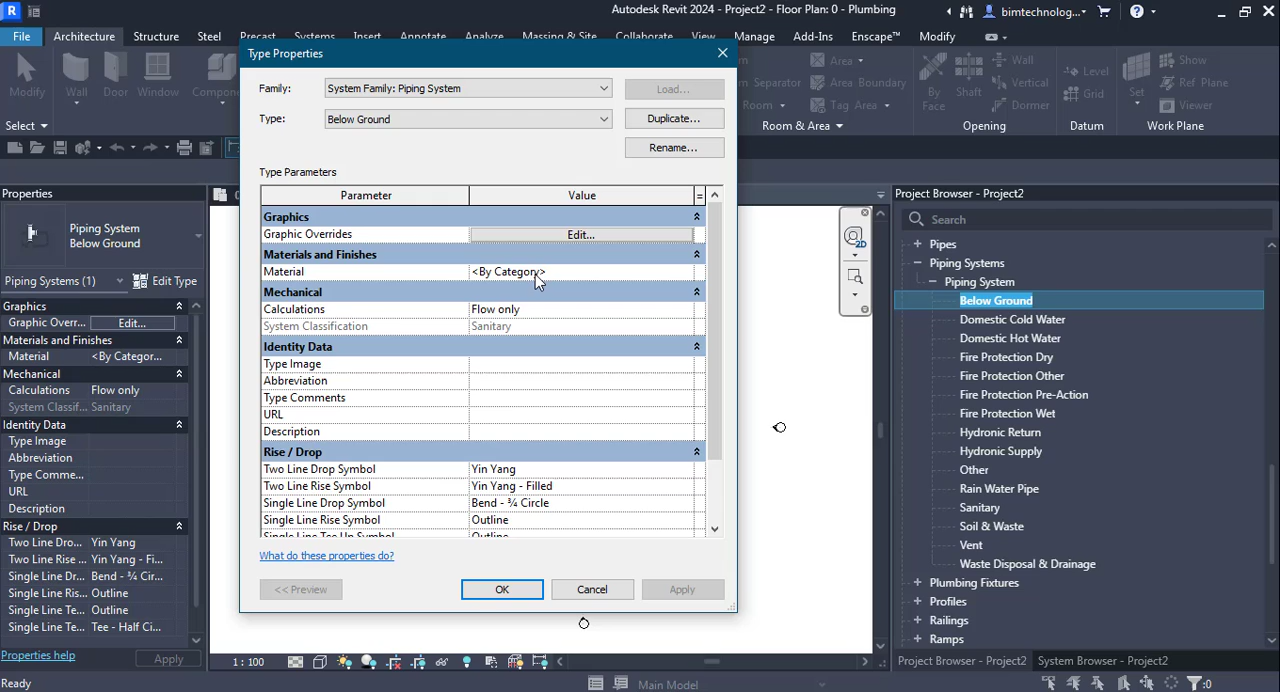 R
Autodesk Revit 2024 - Project2 - Floor Plan: 0 - Plumbing
bimtechnolog...
File Architecture Structure Steel Precast Systems Insert Annotate Analyze Massing & Site Collaborate View Manage Add-Ins Enscape™ Modify
Modify
Wall
Door
Window
Select
Area
Area Boundary
Tag Area
Room & Area
By Face
Shaft
Wall
Vertical
Dormer
Opening
Level
Grid
Datum
Set
Show
Ref Plane
Viewer
Work Plane
Type Properties
Family: System Family: Piping System Load...
Type: Below Ground Duplicate...
Rename...
Type Parameters
Parameter Value =
Graphics
Graphic Overrides Edit...
Materials and Finishes
Material <By Category>
Mechanical
Calculations Flow only
System Classification Sanitary
Identity Data
Type Image
Abbreviation
Type Comments
URL
Description
Rise / Drop
Two Line Drop Symbol Yin Yang
Two Line Rise Symbol Yin Yang - Filled
Single Line Drop Symbol Bend - ¾ Circle
Single Line Rise Symbol Outline
What do these properties do?
<< Preview OK Cancel Apply
Properties
Piping System
Below Ground
Piping Systems (1) Edit Type
Graphics
Graphic Overr... Edit...
Materials and Finishes
Material <By Categor...
Mechanical
Calculations Flow only
System Classif... Sanitary
Identity Data
Type Image
Abbreviation
Type Comme...
URL
Description
Rise / Drop
Two Line Dro... Yin Yang
Two Line Rise ... Yin Yang - Fi...
Single Line Dr... Bend - ¾ Cir...
Single Line Ris... Outline
Single Line Te... Outline
Single Line Te... Tee - Half Ci...
Properties help Apply
2D
Project Browser - Project2
Search
Pipes
Piping Systems
Piping System
Below Ground
Domestic Cold Water
Domestic Hot Water
Fire Protection Dry
Fire Protection Other
Fire Protection Pre-Action
Fire Protection Wet
Hydronic Return
Hydronic Supply
Other
Rain Water Pipe
Sanitary
Soil & Waste
Vent
Waste Disposal & Drainage
Plumbing Fixtures
Profiles
Railings
Ramps
Project Browser - Project2 System Browser - Project2
1 : 100
Ready
Main Model
:0